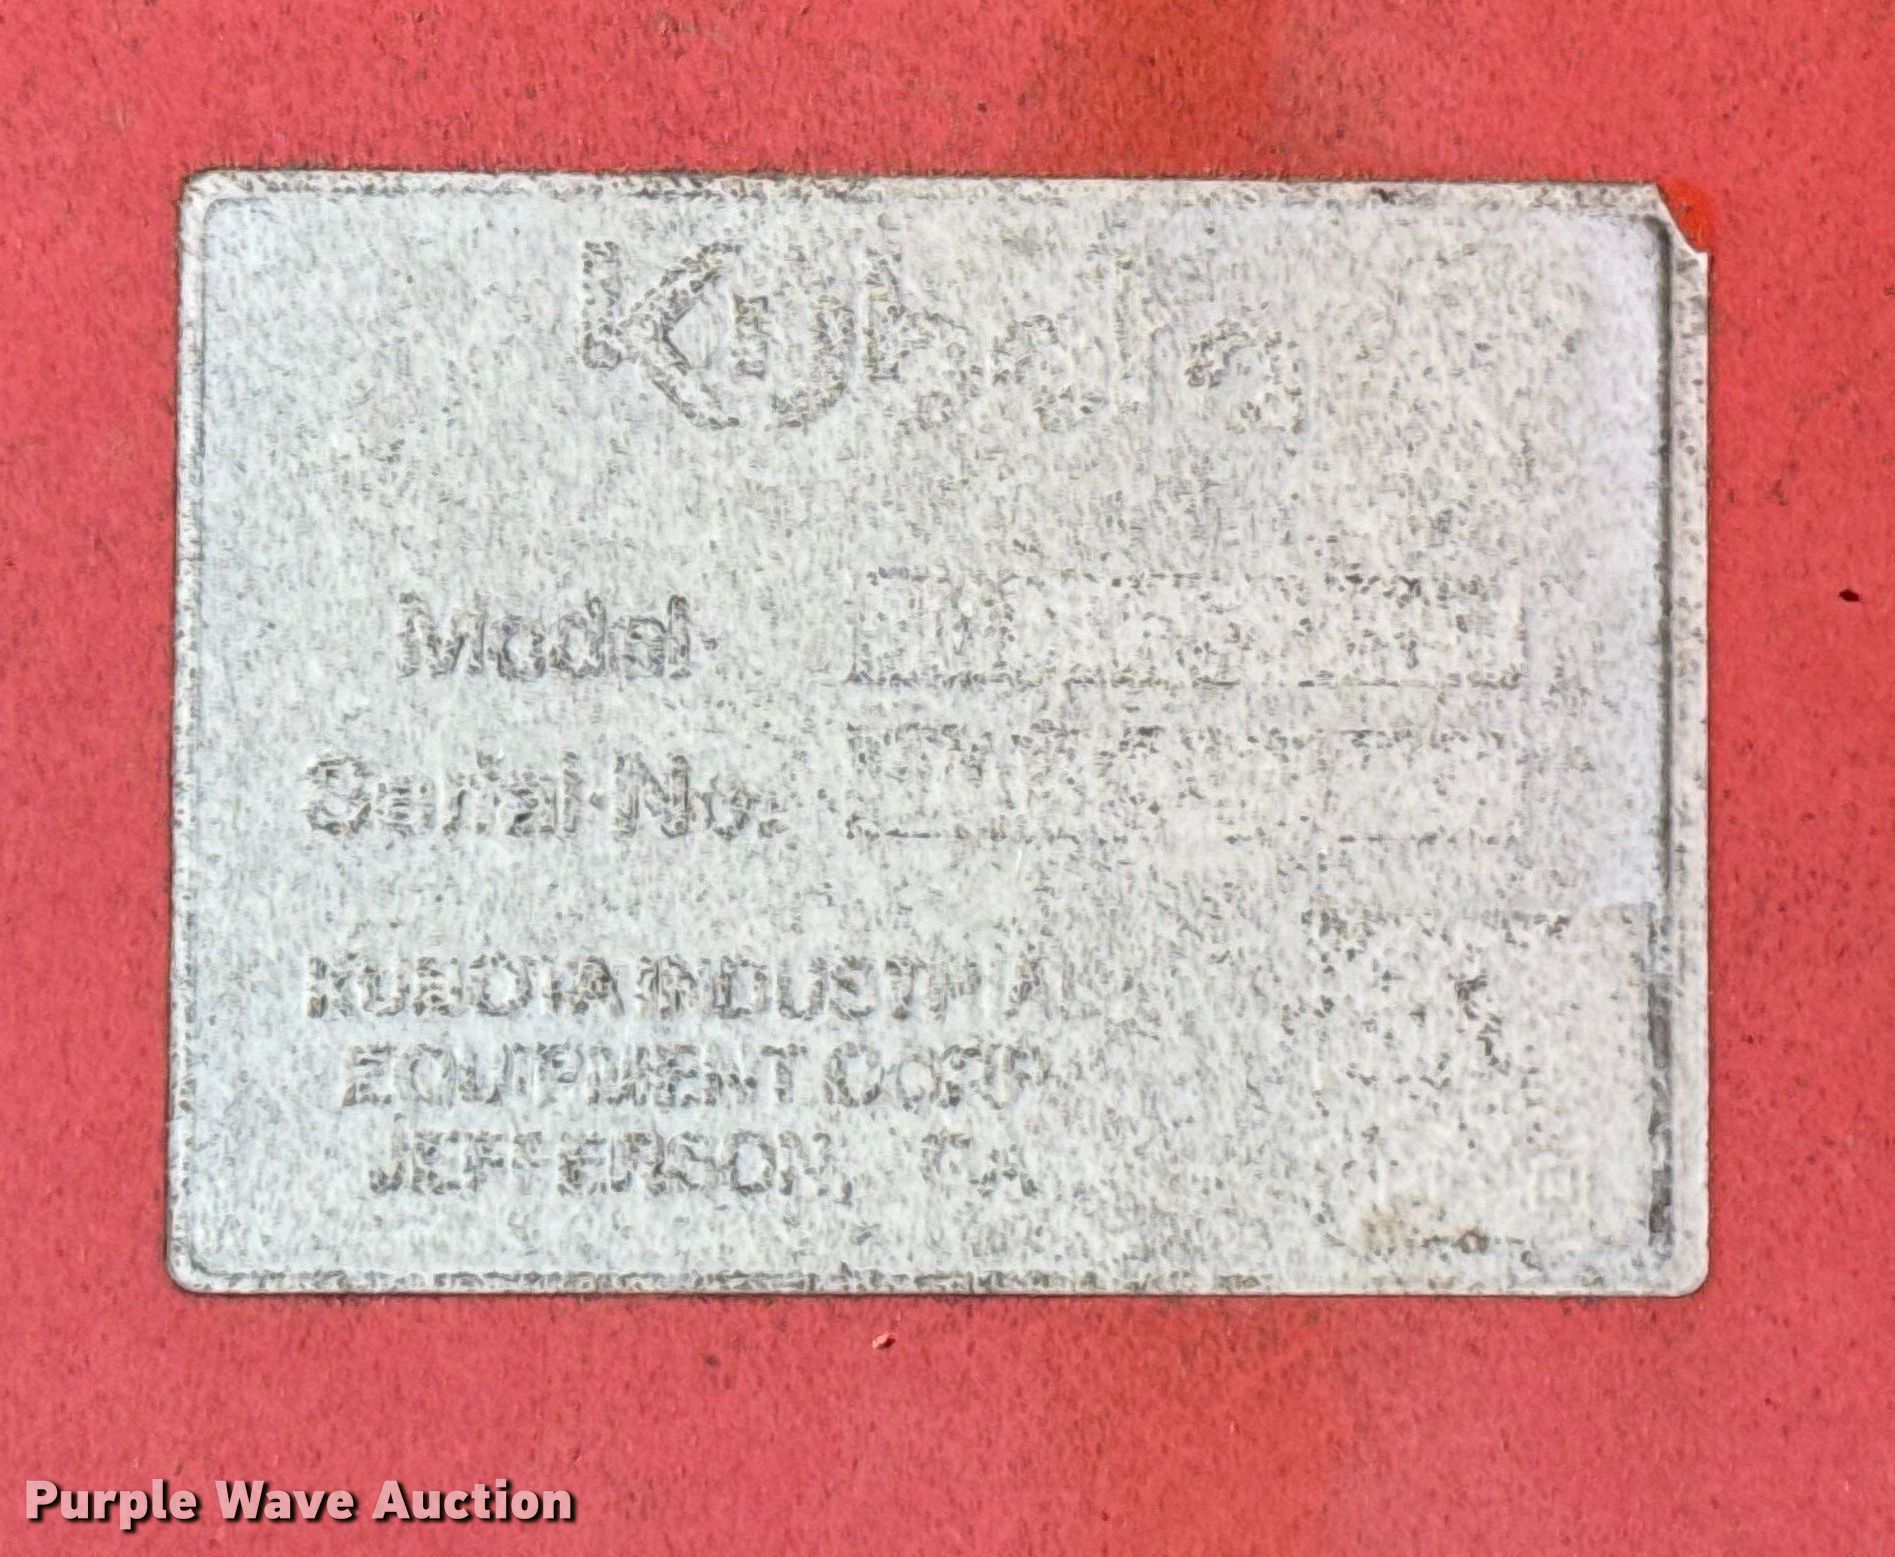 Kubota
Model
Serial No.
KUBOTA INDUSTRIAL
EQUIPMENT CORP
JEFFERSON, GA
Purple Wave Auction